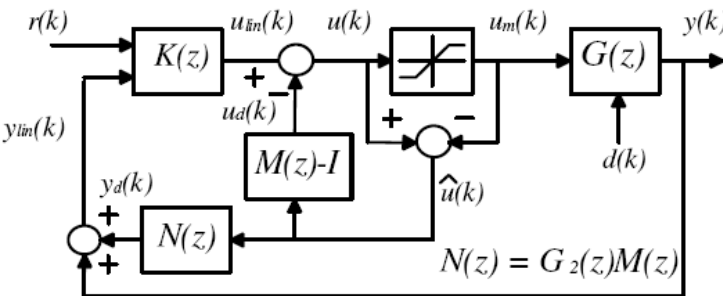 r(k)
u_lin(k)
u(k)
u_m(k)
y(k)
K(z)
G(z)
+
−
u_d(k)
y_lin(k)
+
−
d(k)
M(z)-I
û(k)
y_d(k)
+
N(z)
+
N(z) = G_2(z)M(z)